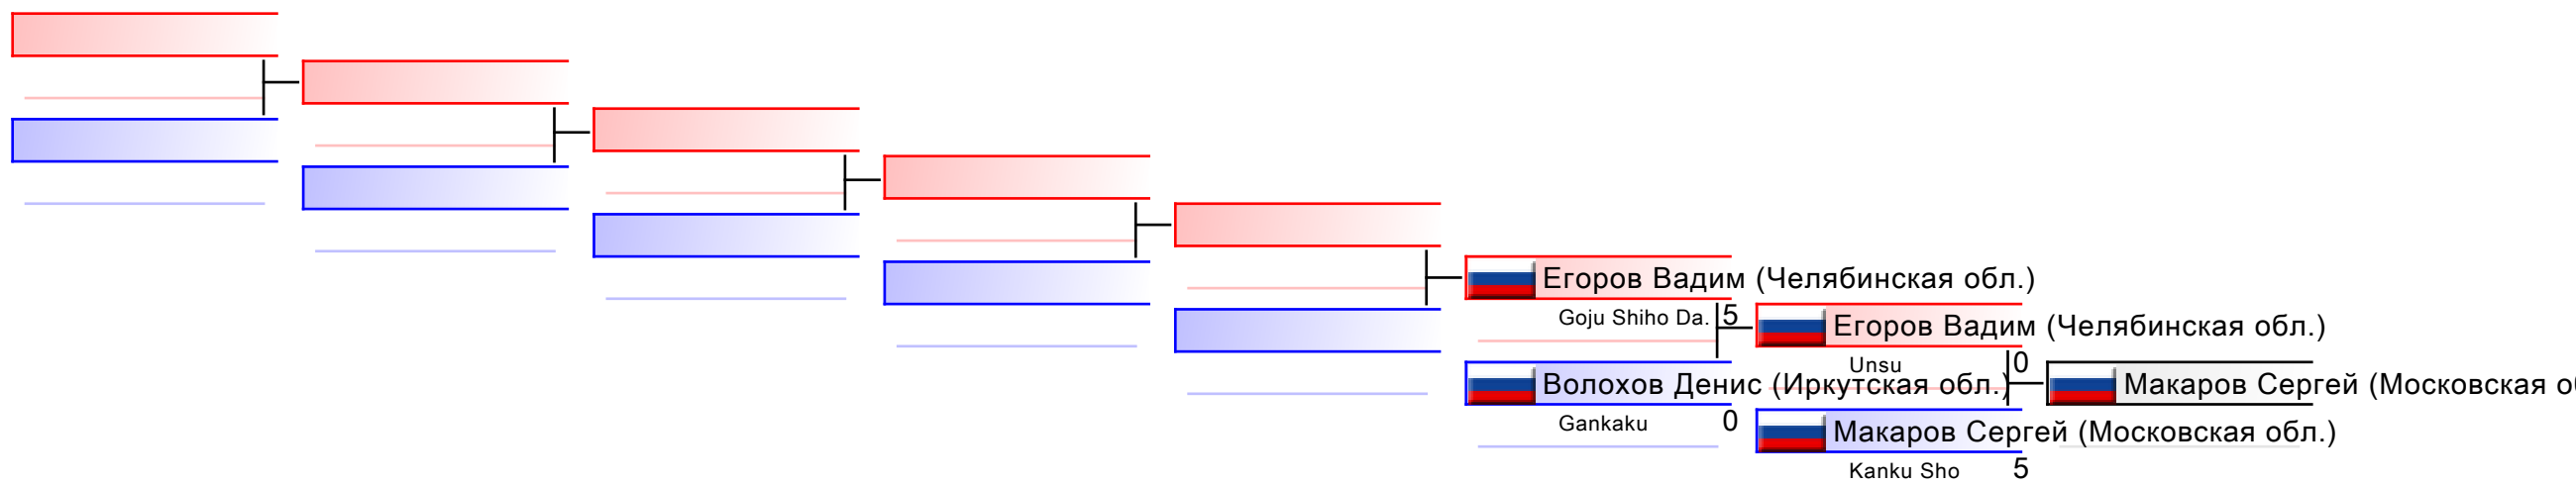 Егоров Вадим (Челябинская обл.)
Goju Shiho Da. 5
Волохов Денис (Иркутская обл.)
Gankaku 0
Егоров Вадим (Челябинская обл.)
Unsu 0
Макаров Сергей (Московская обл.)
Kanku Sho 5
Макаров Сергей (Московская об